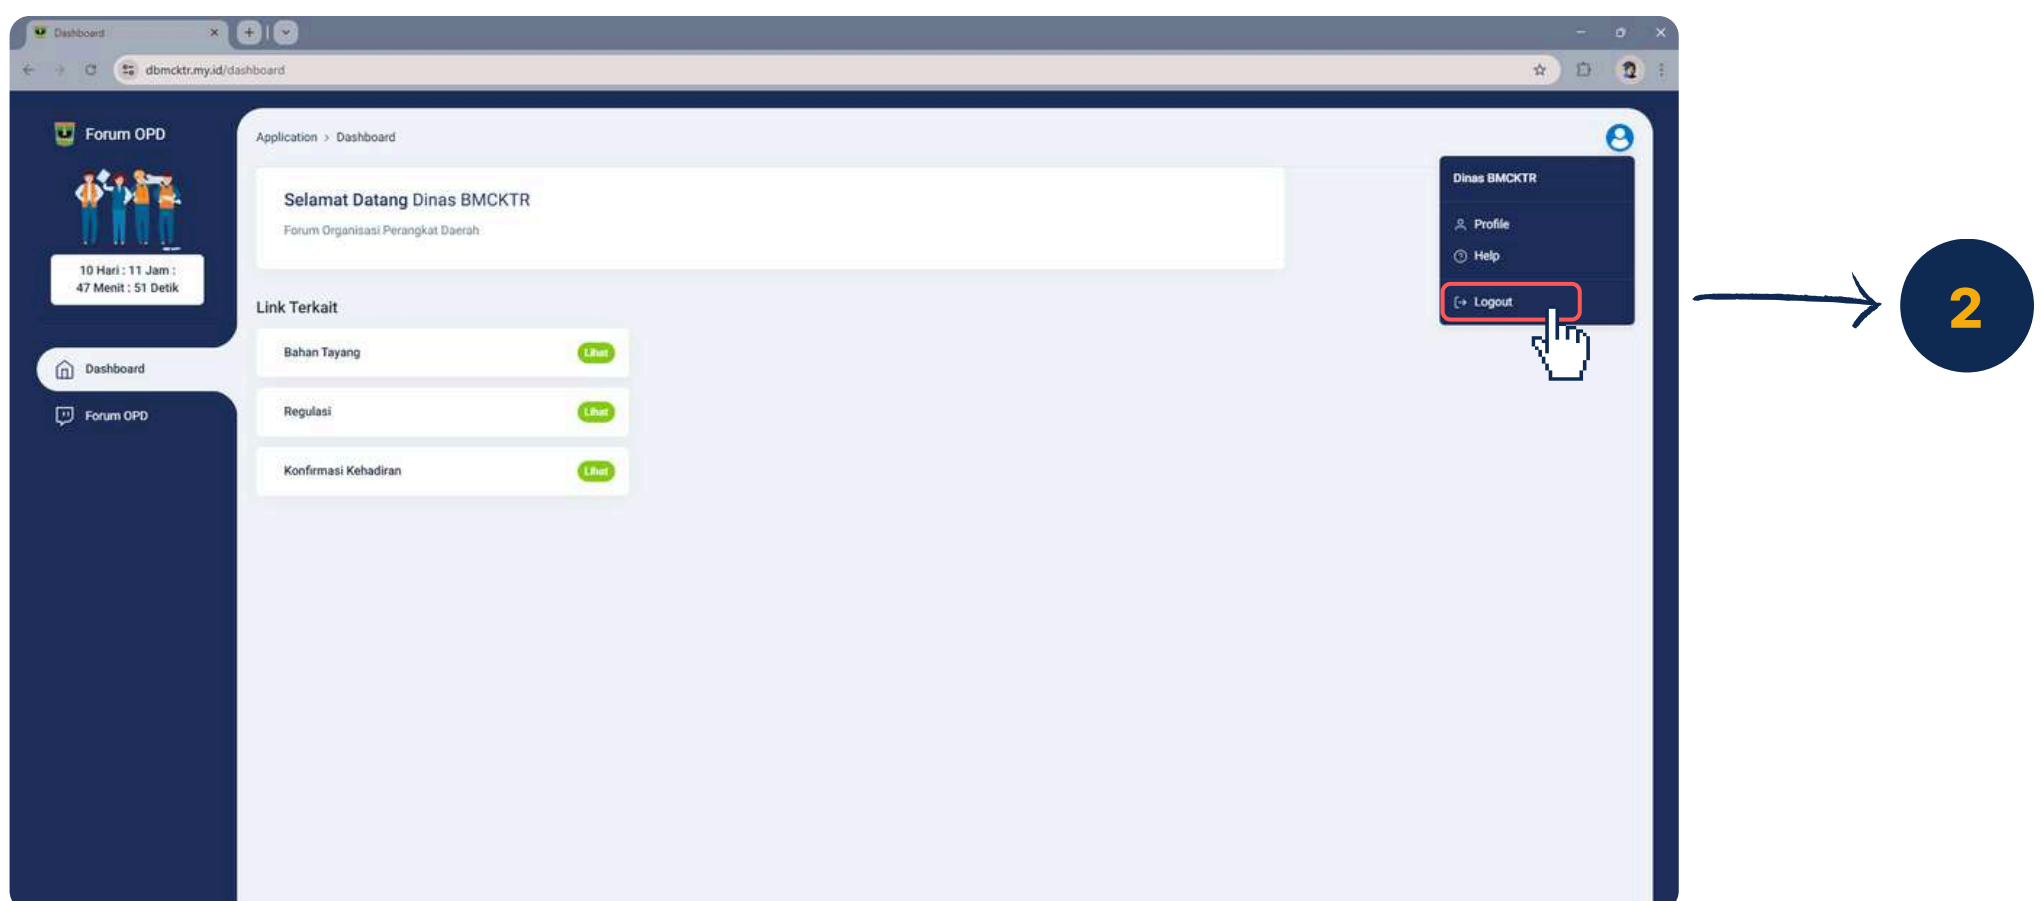 Dashboard
dbmcktr.my.id/dashboard
Forum OPD
10 Hari : 11 Jam :
47 Menit : 51 Detik
Dashboard
Forum OPD
Application > Dashboard
Selamat Datang Dinas BMCKTR
Forum Organisasi Perangkat Daerah
Link Terkait
Bahan Tayang Lihat
Regulasi Lihat
Konfirmasi Kehadiran Lihat
Dinas BMCKTR
Profile
Help
Logout
2